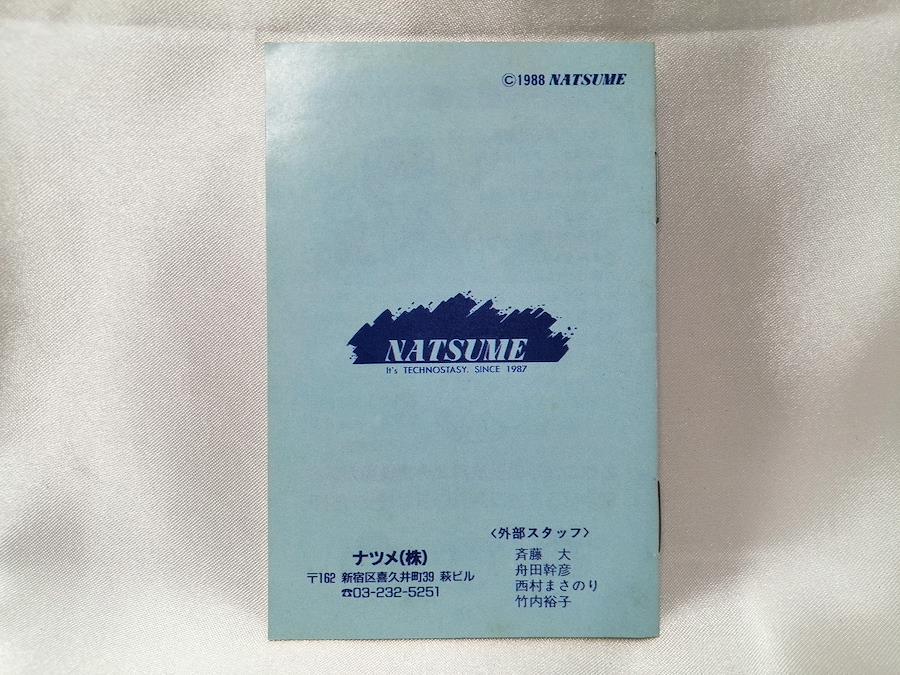 ©1988 NATSUME
NATSUME
It's TECHNOSTASY. SINCE 1987
〈外部スタッフ〉
斉藤 大
舟田幹彦
西村まさのり
竹内裕子
ナツメ(株)
〒162 新宿区喜久井町39 萩ビル
☎03-232-5251